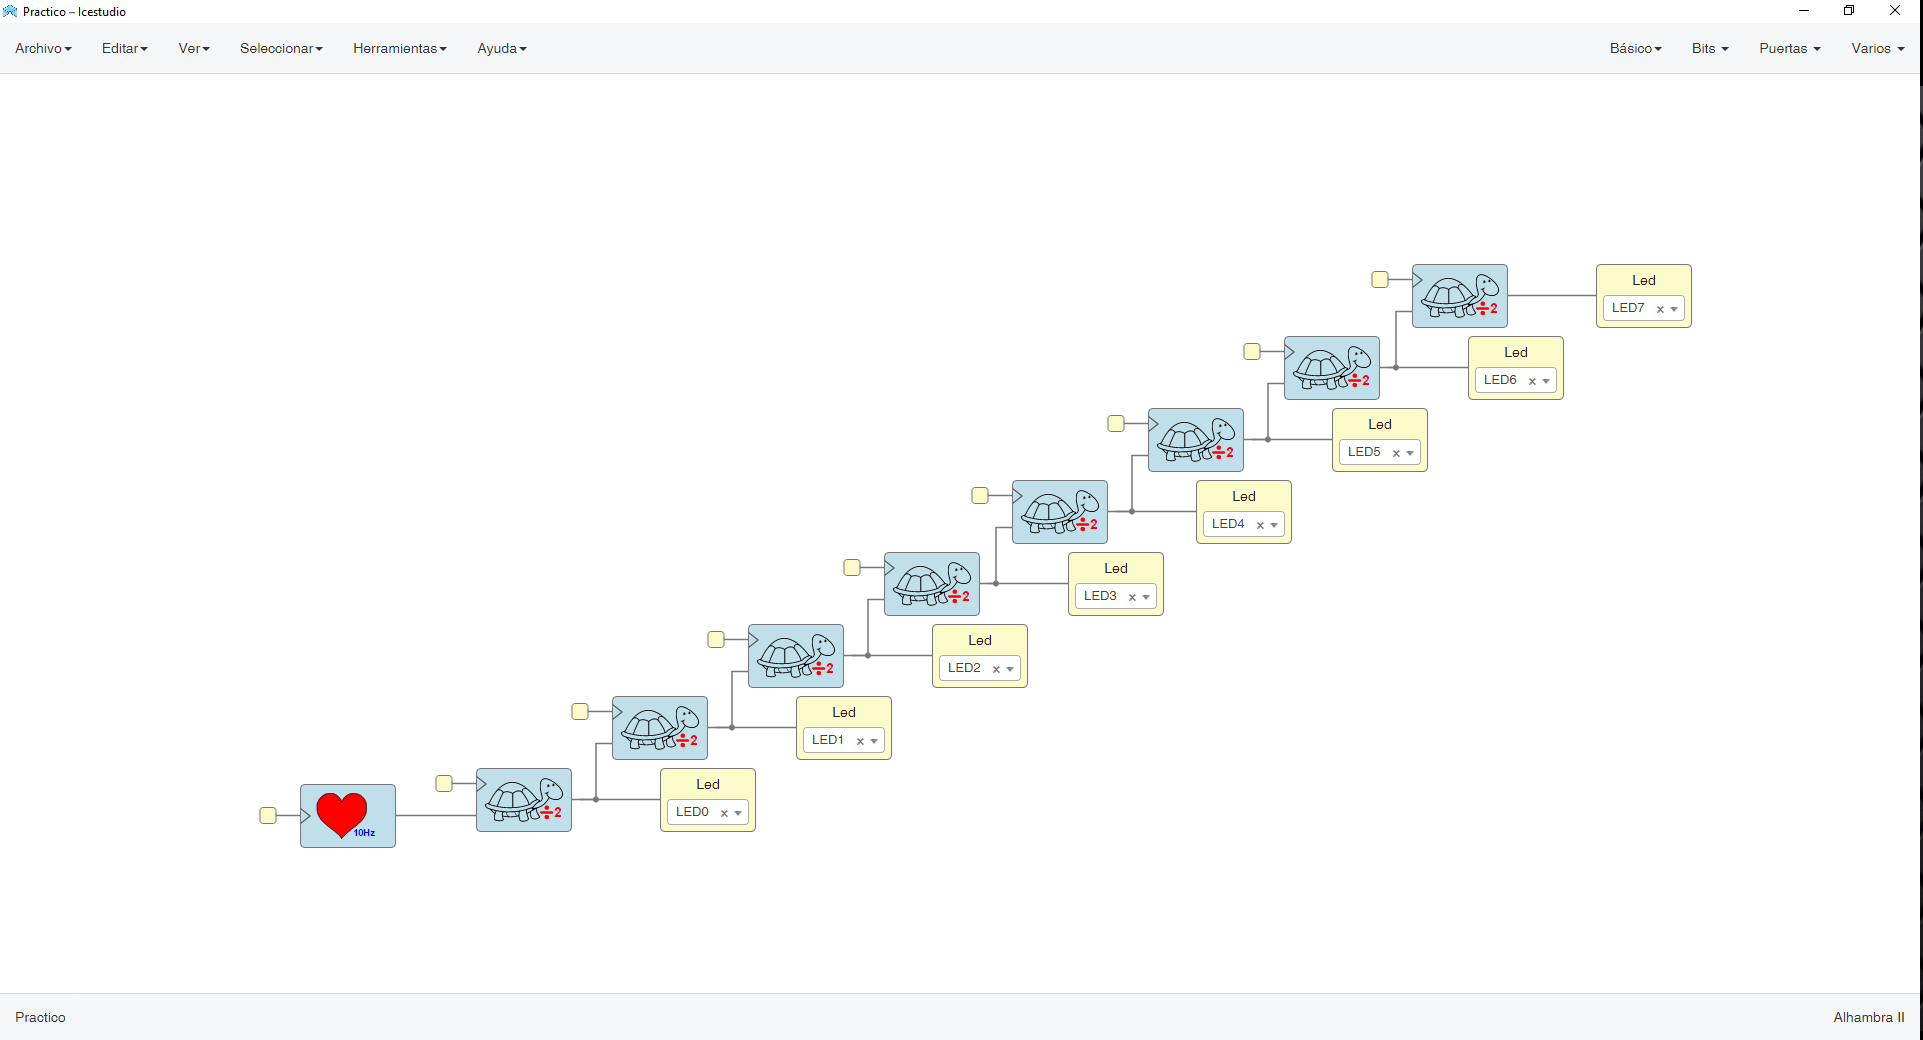 Practico – Icestudio
Archivo Editar Ver Seleccionar Herramientas Ayuda Básico Bits Puertas Varios
÷2
Led
LED7
÷2
Led
LED6
÷2
Led
LED5
÷2
Led
LED4
÷2
Led
LED3
÷2
Led
LED2
÷2
Led
LED1
10Hz
÷2
Led
LED0
Practico
Alhambra II